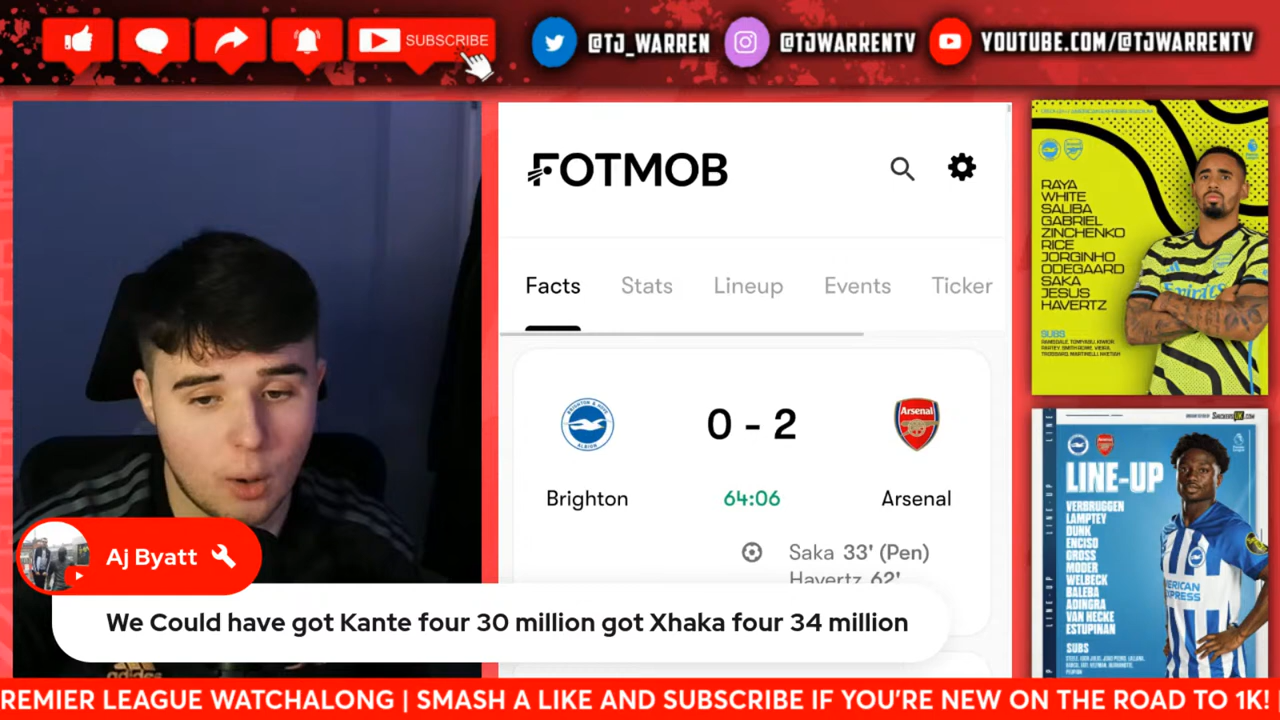 SUBSCRIBE
@TJ_WARREN
@TJWARRENTV
YOUTUBE.COM/@TJWARRENTV
FOTMOB
Facts
Stats
Lineup
Events
Ticker
0 - 2
Arsenal
Brighton
64:06
Arsenal
Saka 33' (Pen)
Havertz 62'
Aj Byatt
We Could have got Kante four 30 million got Xhaka four 34 million
RAYA
WHITE
SALIBA
GABRIEL
ZINCHENKO
RICE
JORGINHO
ODEGAARD
SAKA
JESUS
HAVERTZ
SUBS
LINE-UP
VERBRUGGEN
LAMPTEY
DUNK
ENCISO
GROSS
MODER
WELBECK
BALEBA
ADINGRA
VAN HECKE
ESTUPINAN
SUBS
AMERICAN
EXPRESS
adidas
REMIER LEAGUE WATCHALONG | SMASH A LIKE AND SUBSCRIBE IF YOU'RE NEW ON THE ROAD TO 1K!